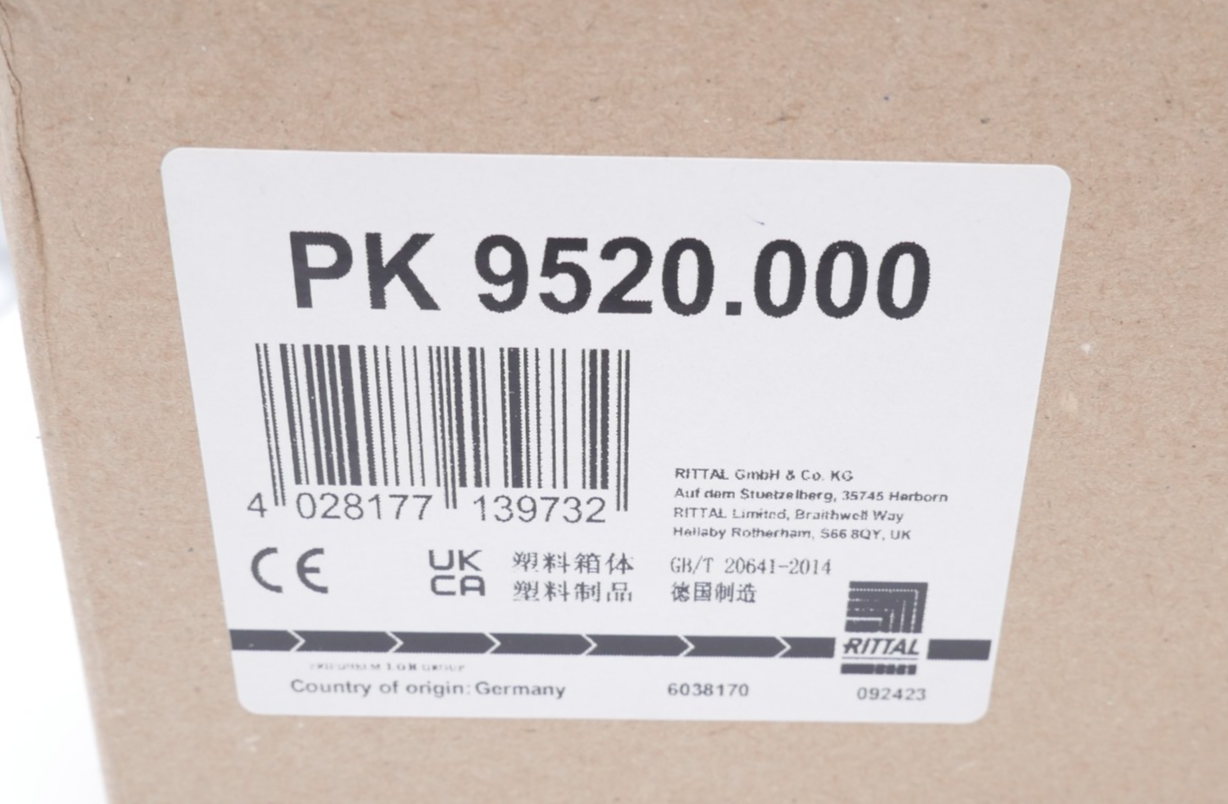 PK 9520.000
4 028177 139732
RITTAL GmbH & Co. KG
Auf dem Stuetzelberg, 35745 Herborn
RITTAL Limited, Braithwell Way
Hellaby Rotherham, S66 8QY, UK
CE
UK
CA
塑料箱体
塑料制品
GB/T 20641-2014
德国制造
RITTAL
Country of origin: Germany
6038170
092423